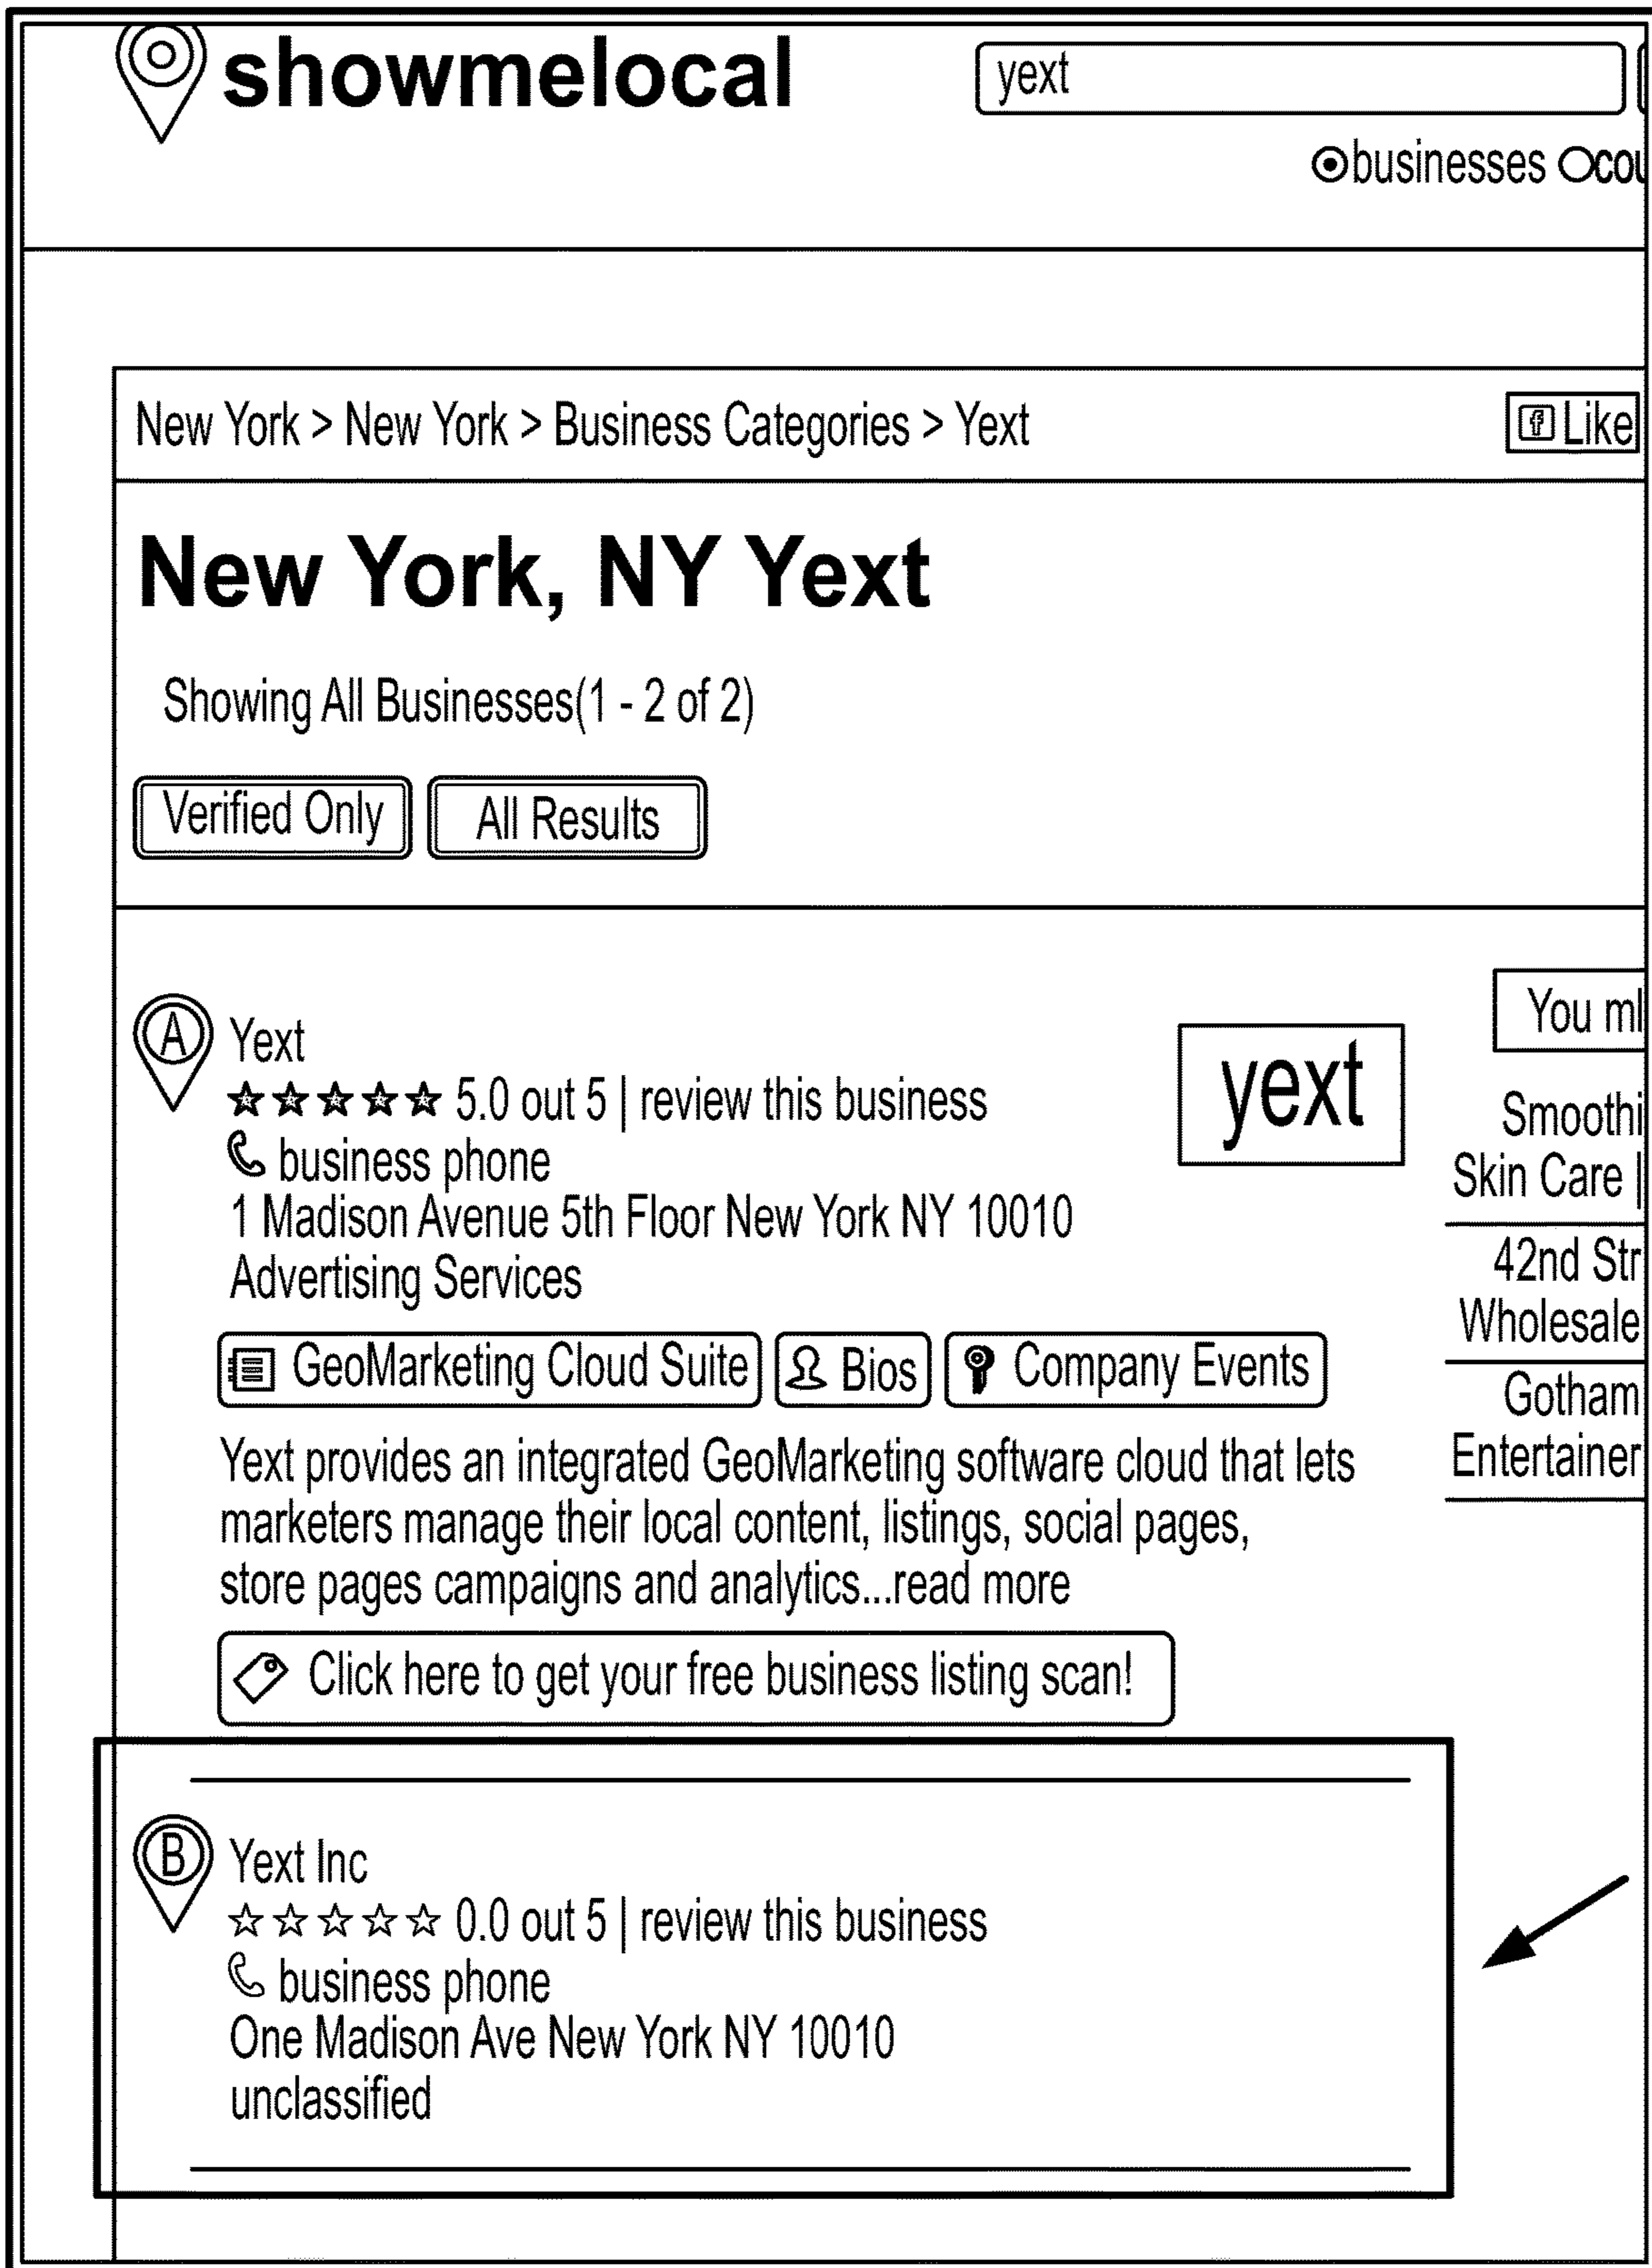 showmelocal
yext
businesses
New York > New York > Business Categories > Yext
Like
New York, NY Yext
Showing All Businesses(1 - 2 of 2)
Verified Only
All Results
A
Yext
5.0 out 5 | review this business
business phone
1 Madison Avenue 5th Floor New York NY 10010
Advertising Services
yext
GeoMarketing Cloud Suite
Bios
Company Events
Yext provides an integrated GeoMarketing software cloud that lets
marketers manage their local content, listings, social pages,
store pages campaigns and analytics...read more
Click here to get your free business listing scan!
You
Skin Care |
42nd
Wholesale
Gotham
Entertainer
B
Yext Inc
0.0 out 5 | review this business
business phone
One Madison Ave New York NY 10010
unclassified